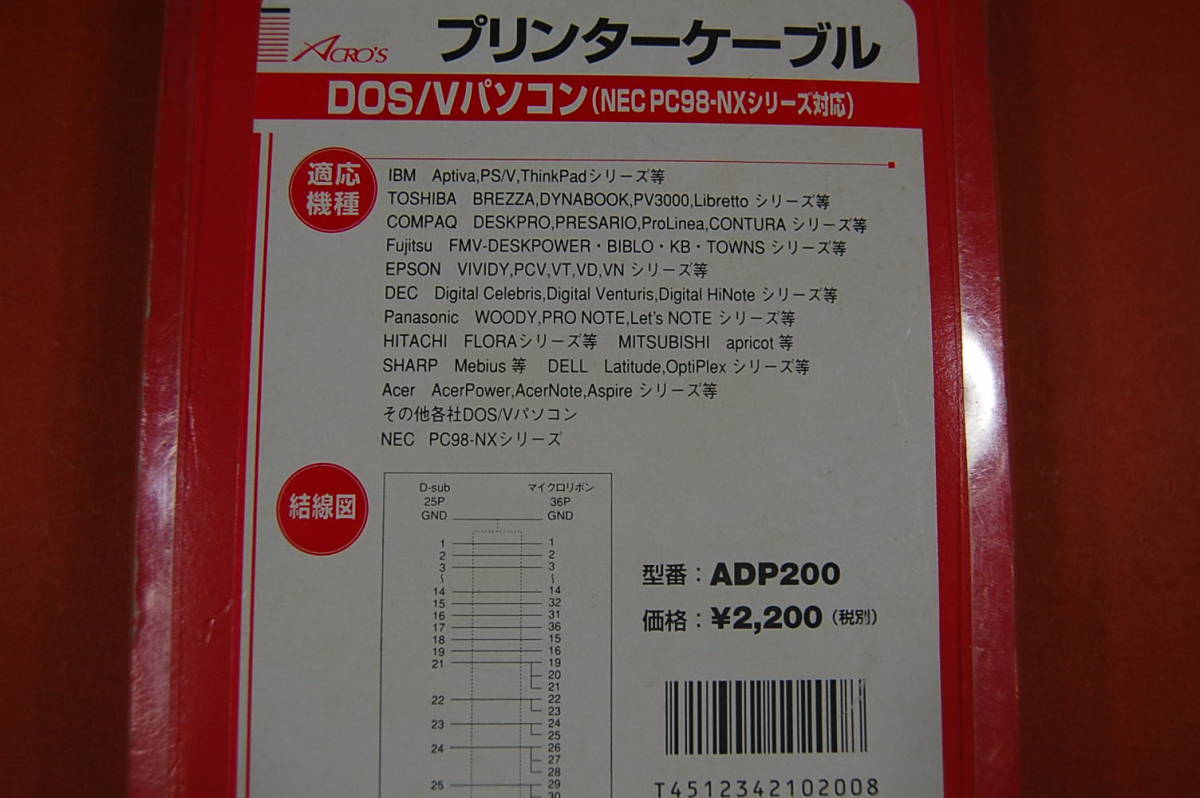 ACRO'S
プリンターケーブル
DOS/Vパソコン(NEC PC98-NXシリーズ対応)
適応
機種
IBM Aptiva,PS/V,ThinkPadシリーズ等
TOSHIBA BREZZA,DYNABOOK,PV3000,Libretto シリーズ等
COMPAQ DESKPRO,PRESARIO,ProLinea,CONTURA シリーズ等
Fujitsu FMV-DESKPOWER・BIBLO・KB・TOWNS シリーズ等
EPSON VIVIDY,PCV,VT,VD,VN シリーズ等
DEC Digital Celebris,Digital Venturis,Digital HiNote シリーズ等
Panasonic WOODY,PRO NOTE,Let's NOTE シリーズ等
HITACHI FLORAシリーズ等 MITSUBISHI apricot 等
SHARP Mebius 等 DELL Latitude,OptiPlex シリーズ等
Acer AcerPower,AcerNote,Aspire シリーズ等
その他各社DOS/Vパソコン
NEC PC98-NXシリーズ
結線図
D-sub マイクロリボン
25P 36P
GND GND
1 1
2 2
3 3
〜 〜
14 14
15 32
16 31
17 36
18 15
19 16
21 19
20
21
22 22
23
23 24
25
24 26
27
28
25 29
30
型番:ADP200
価格:¥2,200(税別)
T4512342102008